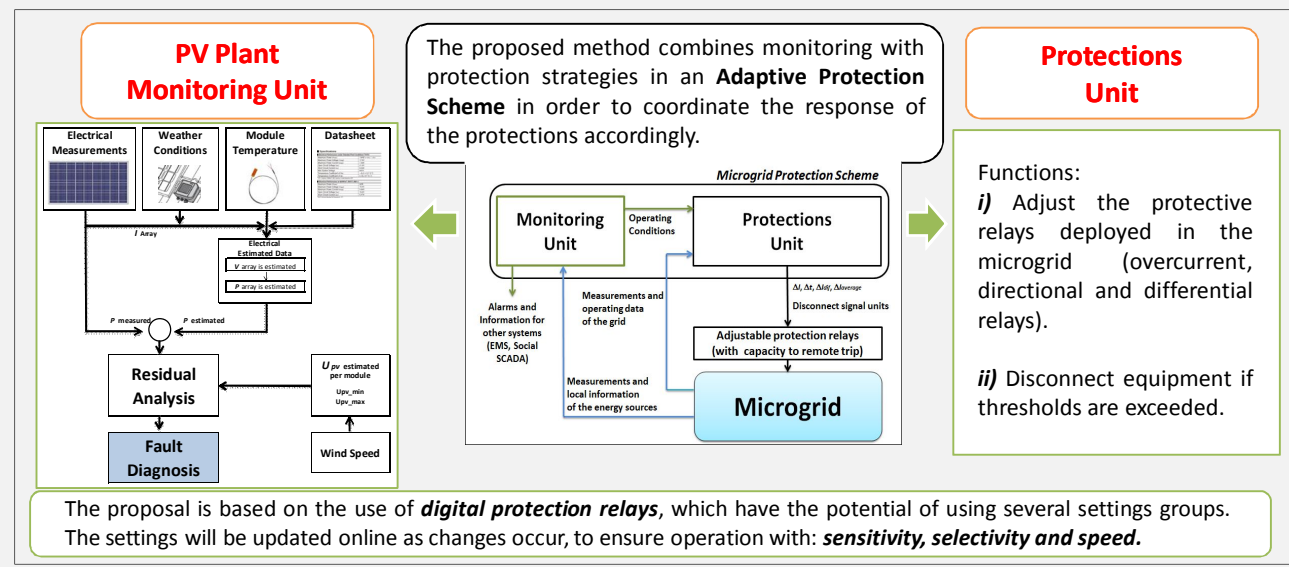 PV Plant
Monitoring Unit
Electrical
Measurements
Weather
Conditions
Module
Temperature
Datasheet
I Array
Electrical
Estimated Data
V array is estimated
P array is estimated
P measured
P estimated
Residual
Analysis
U pv estimated
per module
Upv_min
Upv_max
Fault
Diagnosis
Wind Speed
The proposed method combines monitoring with
protection strategies in an Adaptive Protection
Scheme in order to coordinate the response of
the protections accordingly.
Microgrid Protection Scheme
Monitoring
Unit
Operating
Conditions
Protections
Unit
Alarms and
Information for
other systems
(EMS, Social
SCADA)
Measurements and
operating data
of the grid
ΔI, Δt, ΔIdif, ΔIaverage
Disconnect signal units
Adjustable protection relays
(with capacity to remote trip)
Measurements and
local information
of the energy sources
Microgrid
Protections
Unit
Functions:
i) Adjust the protective
relays deployed in the
microgrid (overcurrent,
directional and differential
relays).
ii) Disconnect equipment if
thresholds are exceeded.
The proposal is based on the use of digital protection relays, which have the potential of using several settings groups.
The settings will be updated online as changes occur, to ensure operation with: sensitivity, selectivity and speed.